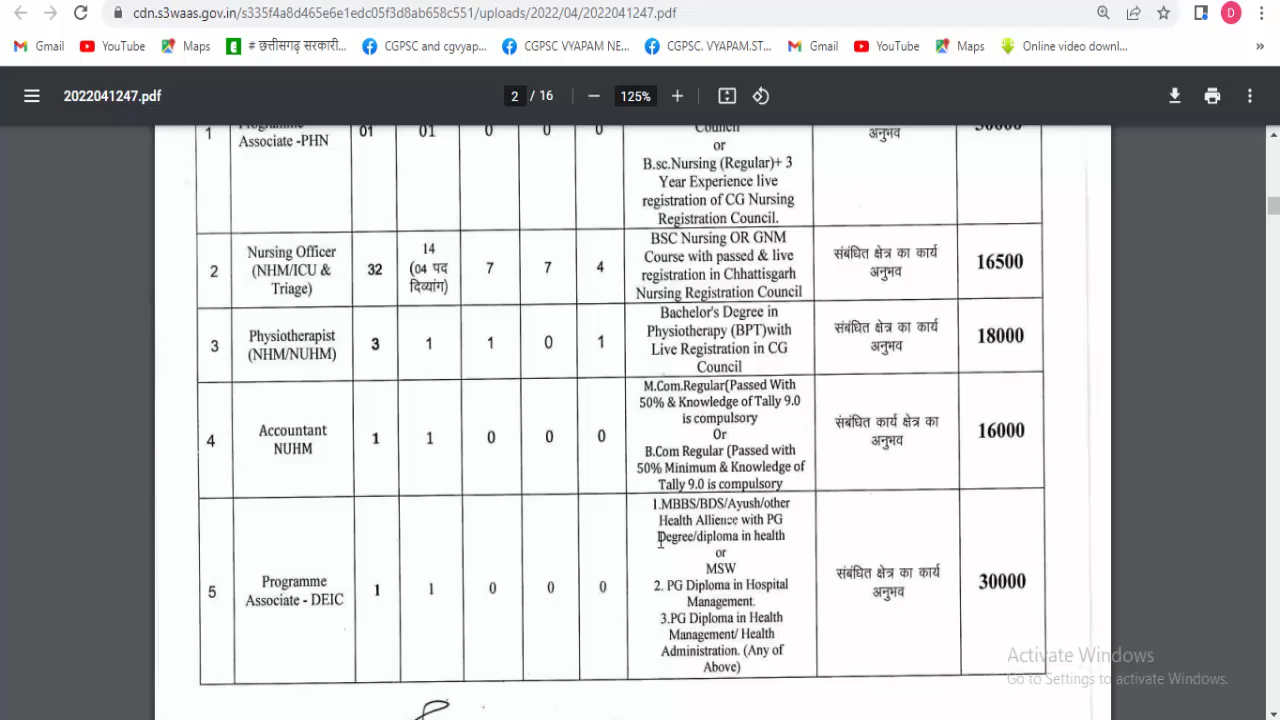 cdn.s3waas.gov.in/s335f4a8d465e6e1edc05f3d8ab658c551/uploads/2022/04/2022041247.pdf
D
Gmail YouTube Maps # छत्तीसगढ़ सरकारी... CGPSC and cgvyap... CGPSC VYAPAM NE... CGPSC. VYAPAM.ST... Gmail YouTube Maps Online video downl... »
2022041247.pdf 2 / 16 125%
1
Associate -PHN
01 01 0 0 0
Council
or
B.sc.Nursing (Regular)+ 3
Year Experience live
registration of CG Nursing
Registration Council.
अनुभव
30000
2
Nursing Officer
(NHM/ICU &
Triage)
32
14
(04 पद
दिव्यांग)
7 7 4
BSC Nursing OR GNM
Course with passed & live
registration in Chhattisgarh
Nursing Registration Council
संबंधित क्षेत्र का कार्य
अनुभव
16500
3
Physiotherapist
(NHM/NUHM)
3 1 1 0 1
Bachelor's Degree in
Physiotherapy (BPT)with
Live Registration in CG
Council
संबंधित क्षेत्र का कार्य
अनुभव
18000
4
Accountant
NUHM
1 1 0 0 0
M.Com.Regular(Passed With
50% & Knowledge of Tally 9.0
is compulsory
Or
B.Com Regular (Passed with
50% Minimum & Knowledge of
Tally 9.0 is compulsory
संबंधित कार्य क्षेत्र का
अनुभव
16000
5
Programme
Associate - DEIC
1 1 0 0 0
1.MBBS/BDS/Ayush/other
Health Allience with PG
Degree/diploma in health
or
MSW
2. PG Diploma in Hospital
Management.
3.PG Diploma in Health
Management/ Health
Administration. (Any of
Above)
संबंधित क्षेत्र का कार्य
अनुभव
30000
Activate Windows
Go to Settings to activate Windows.